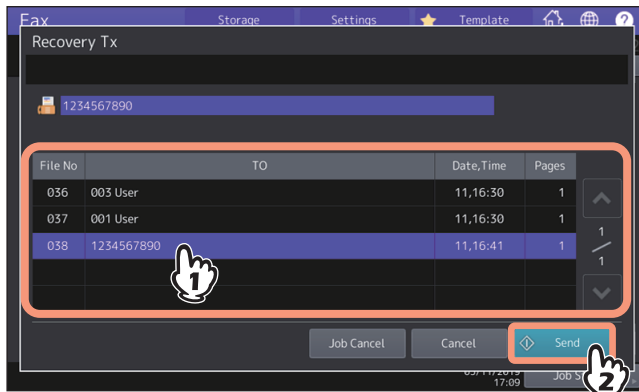 Fax Storage Settings Template ?
Recovery Tx
1234567890
File No TO Date,Time Pages
036 003 User 11,16:30 1
037 001 User 11,16:30 1
038 1234567890 11,16:41 1
1
1
1
Job Cancel Cancel Send
2
17:09 Job